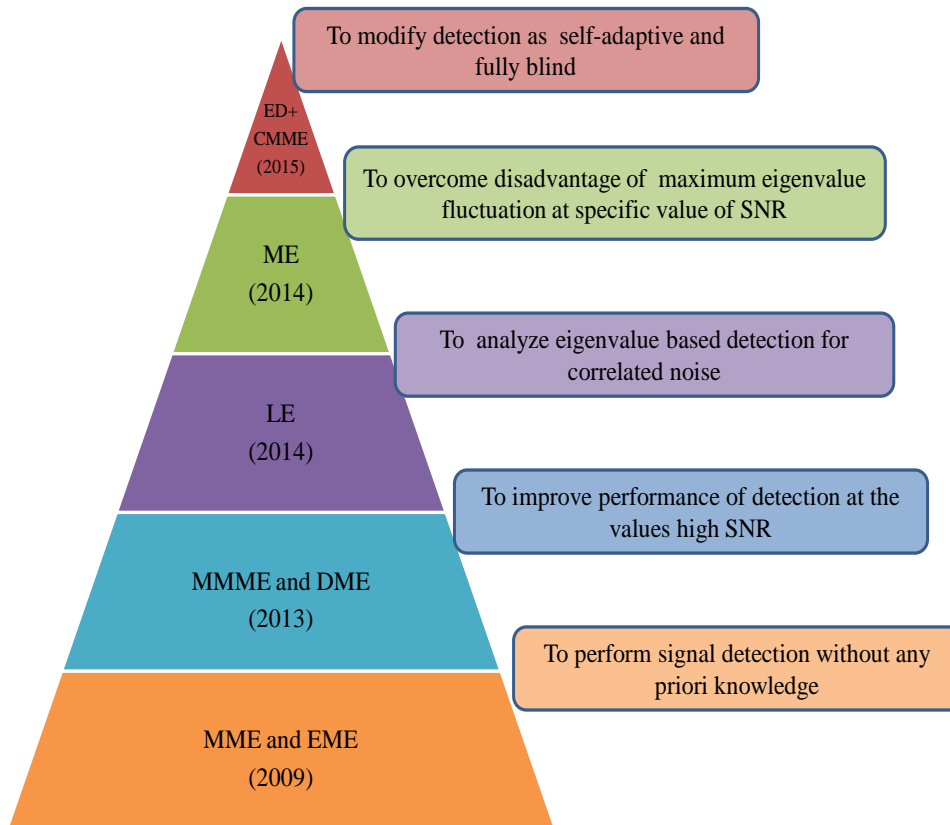 To modify detection as self-adaptive and
fully blind
ED+
CMME
(2015)
To overcome disadvantage of maximum eigenvalue
fluctuation at specific value of SNR
ME
(2014)
To analyze eigenvalue based detection for
correlated noise
LE
(2014)
To improve performance of detection at the
values high SNR
MMME and DME
(2013)
To perform signal detection without any
priori knowledge
MME and EME
(2009)